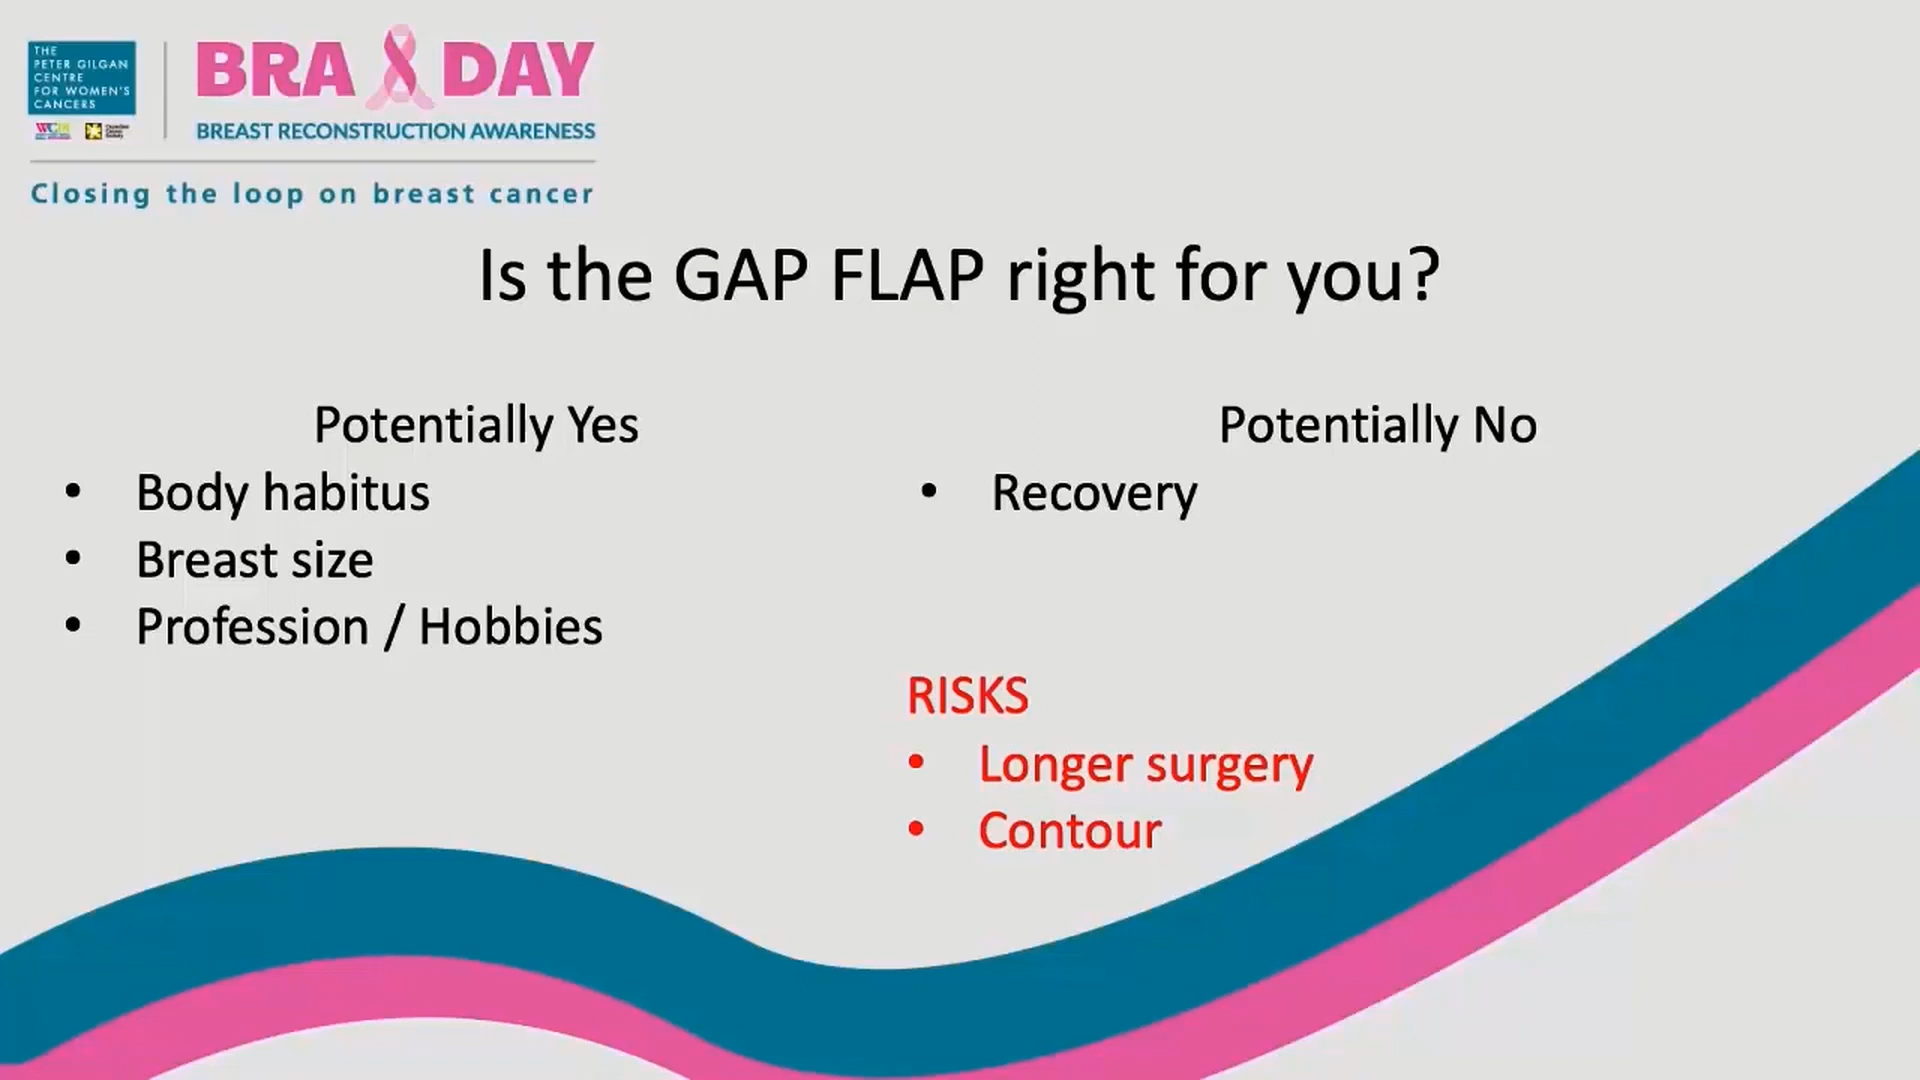 THE
PETER GILGAN
CENTRE
FOR WOMEN'S
CANCERS
BRA DAY
BREAST RECONSTRUCTION AWARENESS
Closing the loop on breast cancer
Is the GAP FLAP right for you?
Potentially Yes
• Body habitus
• Breast size
• Profession / Hobbies
Potentially No
• Recovery
RISKS
• Longer surgery
• Contour